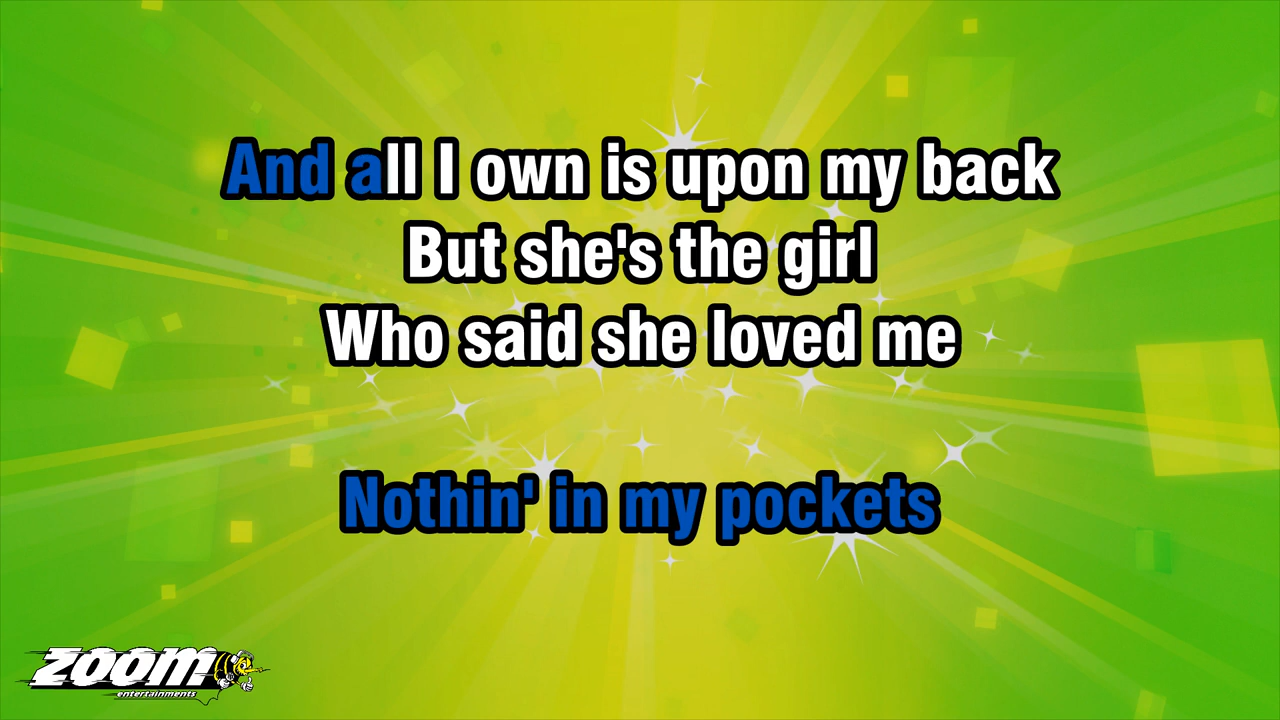 And all I own is upon my back
But she's the girl
Who said she loved me
Nothin' in my pockets
zoom
entertainments